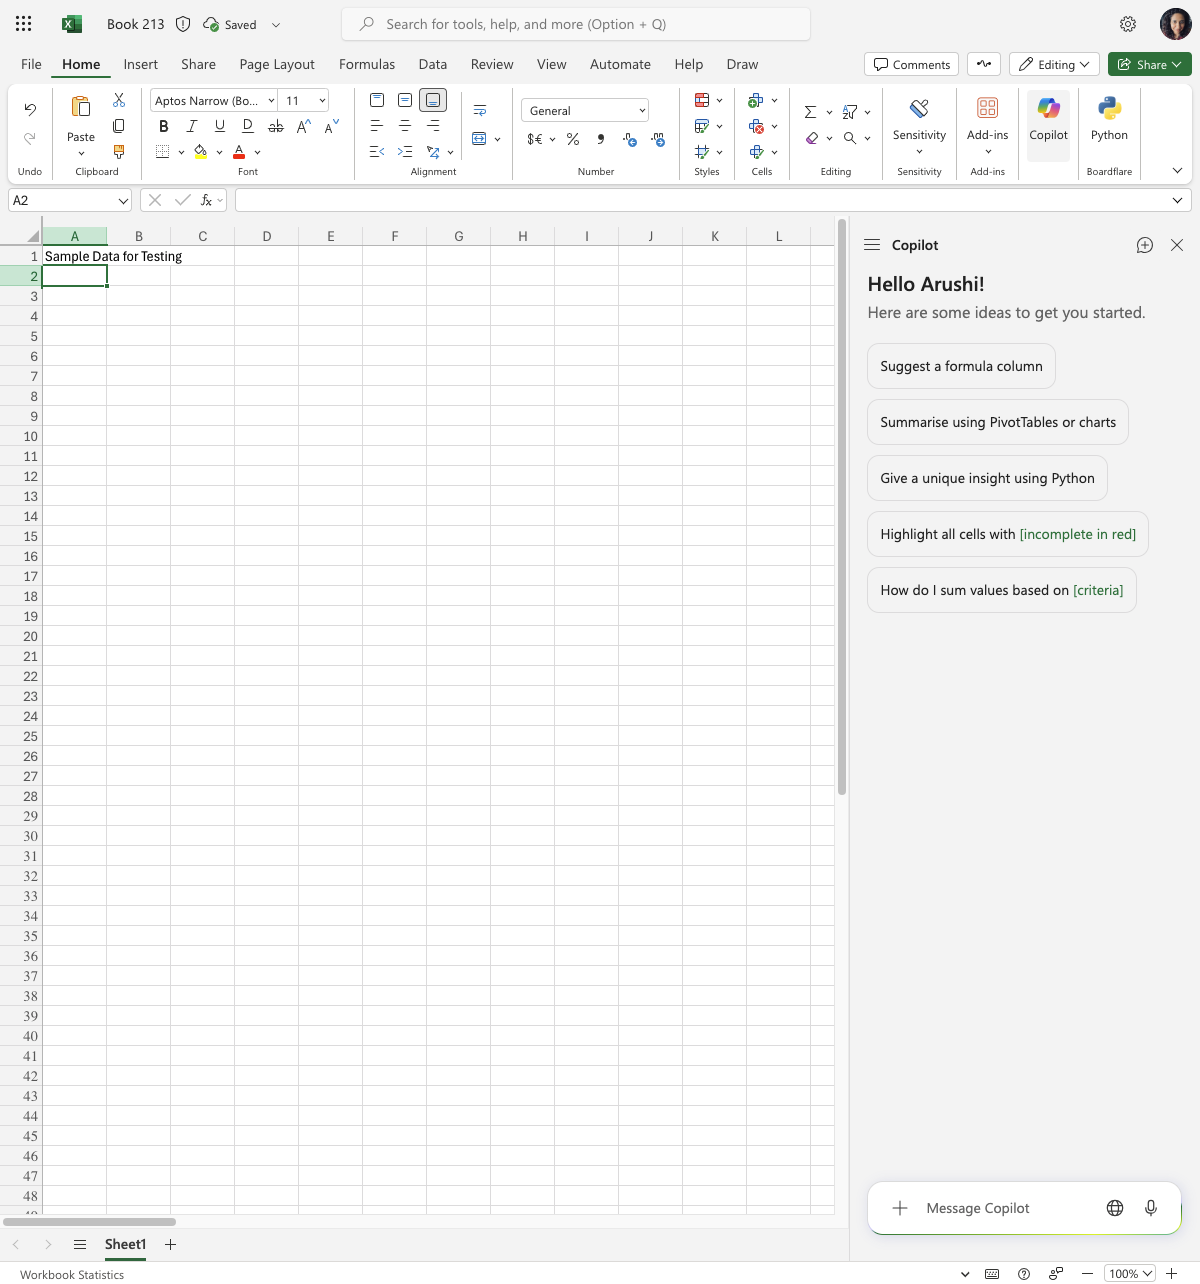 Book 213
Saved
Search for tools, help, and more (Option + Q)
File Home Insert Share Page Layout Formulas Data Review View Automate Help Draw
Comments Editing Share
Paste
Aptos Narrow (Bo... 11
B I U D ab A^ A
A
General
$€ % 9
Sensitivity Add-ins Copilot Python
Undo Clipboard Font Alignment Number Styles Cells Editing Sensitivity Add-ins Boardflare
A2
fx
A B C D E F G H I J K L
1 Sample Data for Testing
2
3
4
5
6
7
8
9
10
11
12
13
14
15
16
17
18
19
20
21
22
23
24
25
26
27
28
29
30
31
32
33
34
35
36
37
38
39
40
41
42
43
44
45
46
47
48
Copilot
Hello Arushi!
Here are some ideas to get you started.
Suggest a formula column
Summarise using PivotTables or charts
Give a unique insight using Python
Highlight all cells with [incomplete in red]
How do I sum values based on [criteria]
Message Copilot
Sheet1
Workbook Statistics
100%